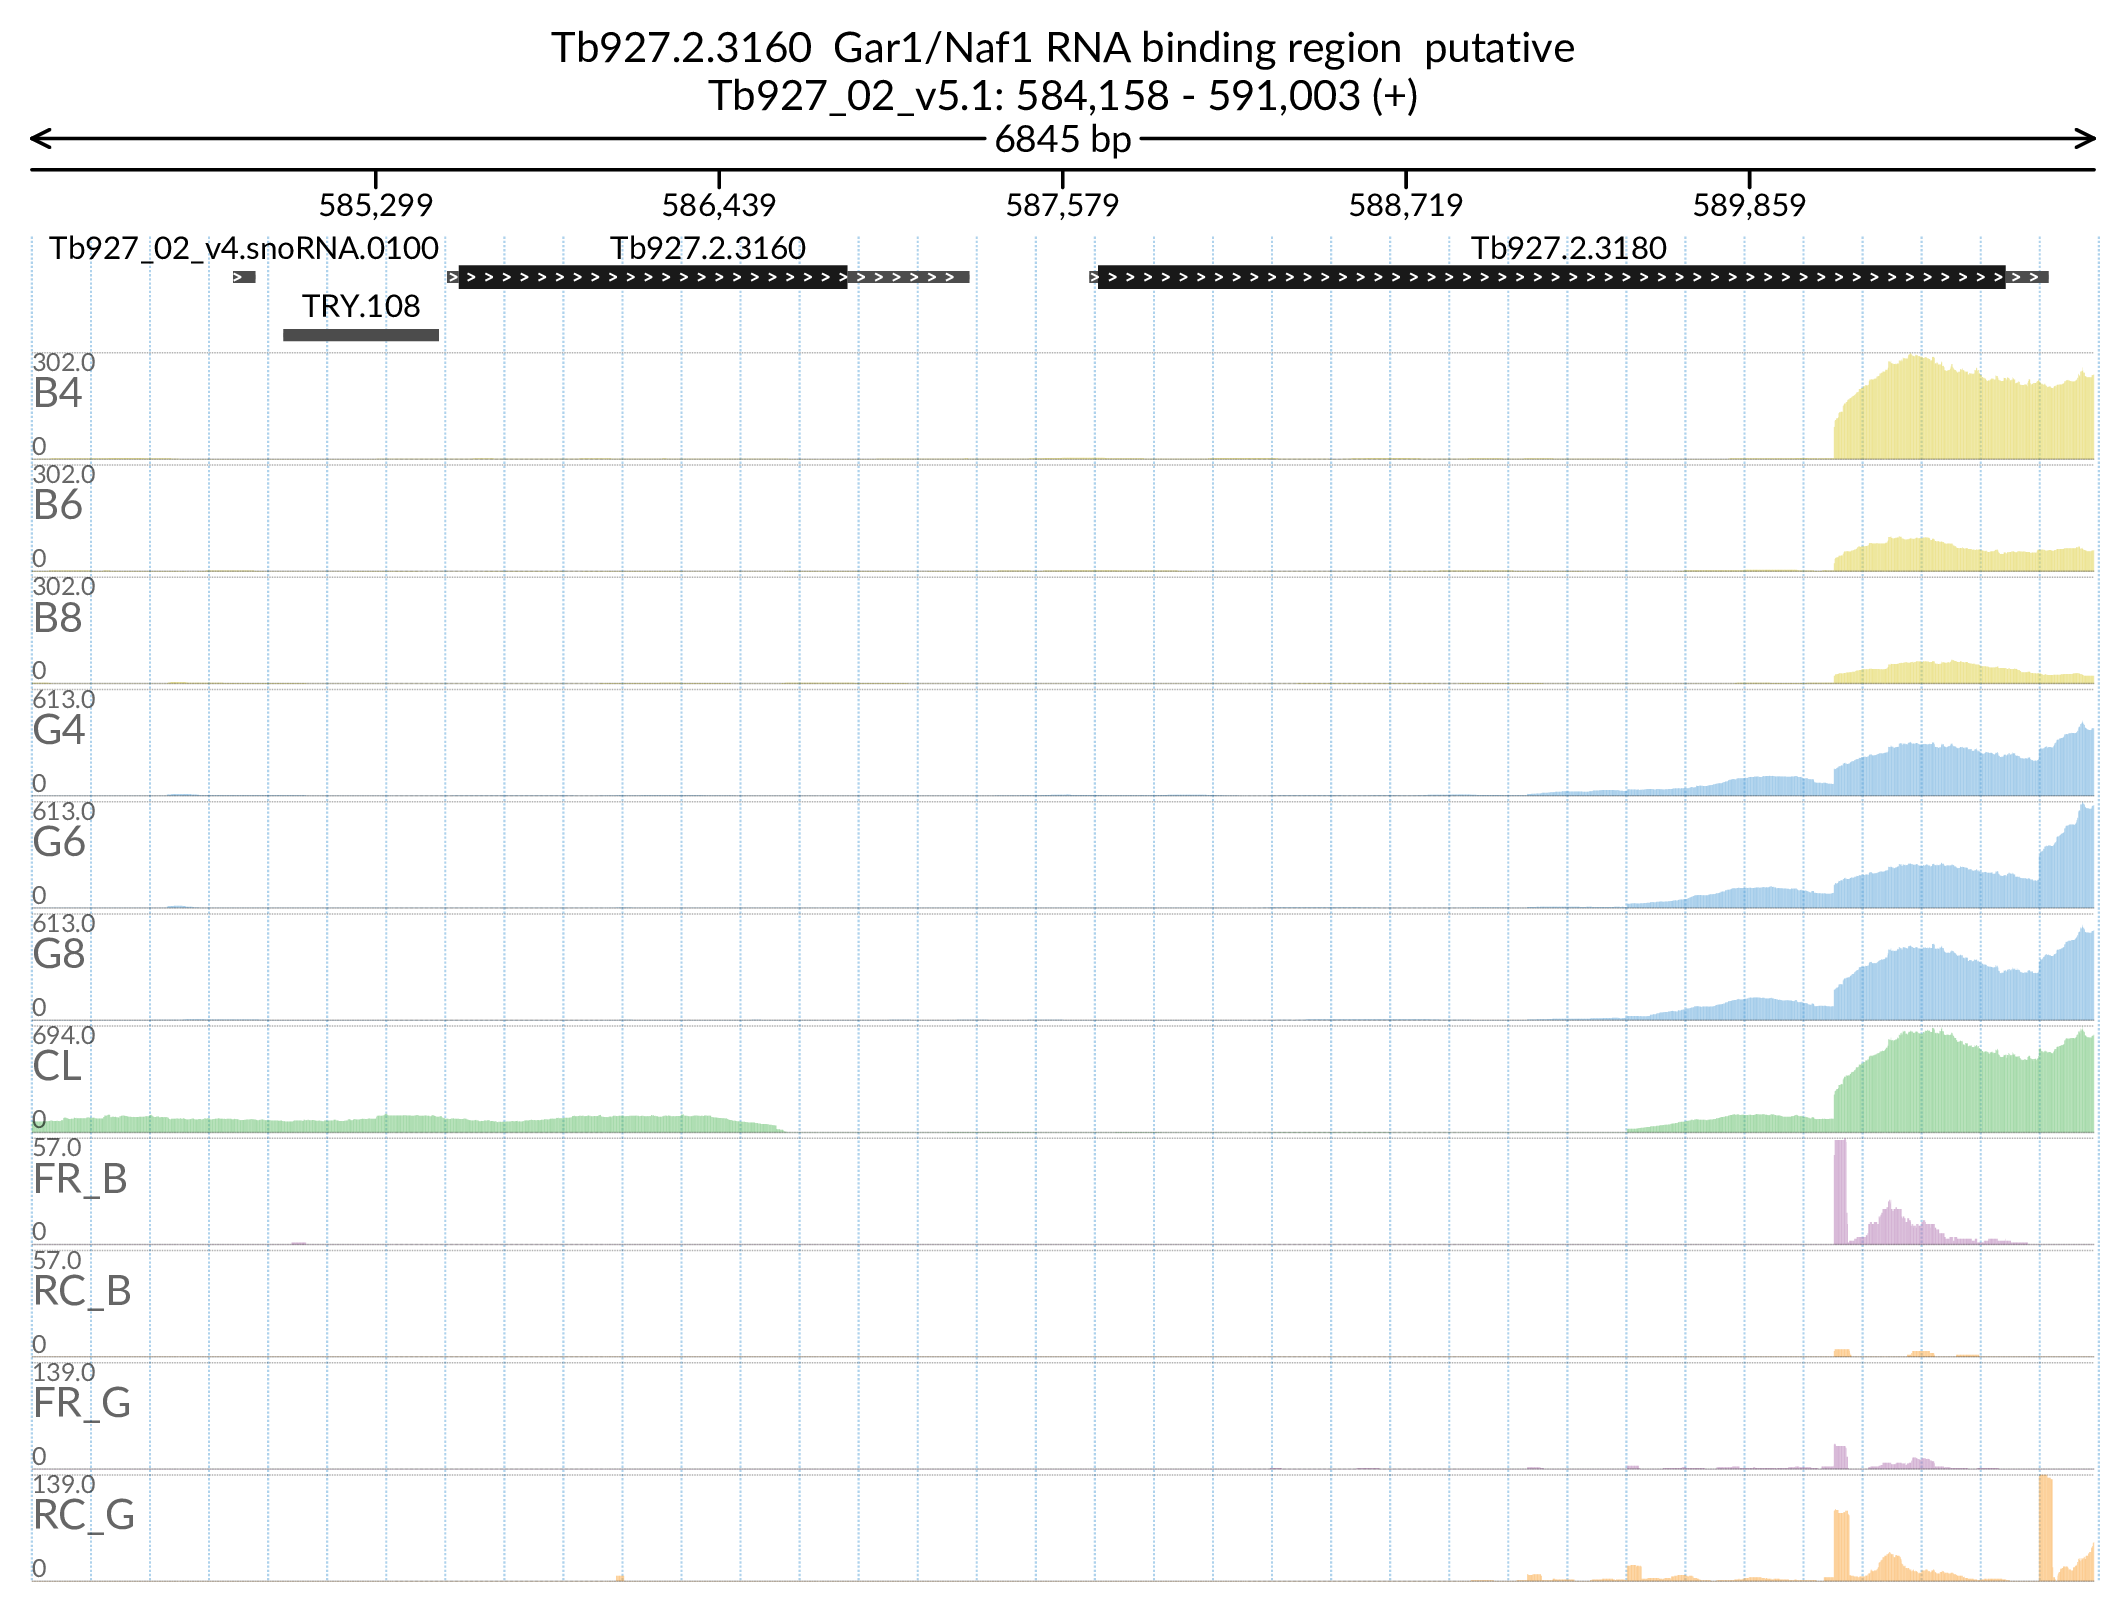 Tb927.2.3160  Gar1/Naf1 RNA binding region  putative
Tb927_02_v5.1: 584,158 - 591,003 (+)
6845 bp
585,299 586,439 587,579 588,719 589,859
Tb927_02_v4.snoRNA.0100 Tb927.2.3160 Tb927.2.3180
TRY.108
302.0
B4
0
302.0
B6
0
302.0
B8
0
613.0
G4
0
613.0
G6
0
613.0
G8
0
694.0
CL
0
57.0
FR_B
0
57.0
RC_B
0
139.0
FR_G
0
139.0
RC_G
0